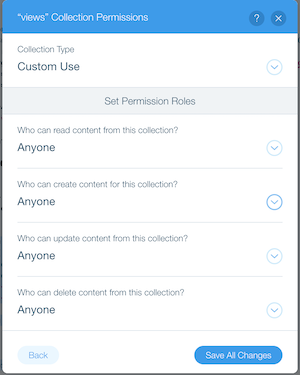 "views" Collection Permissions
?
Collection Type
Custom Use
Set Permission Roles
Who can read content from this collection?
Anyone
Who can create content for this collection?
Anyone
Who can update content from this collection?
Anyone
Who can delete content from this collection?
Anyone
Back
Save All Changes